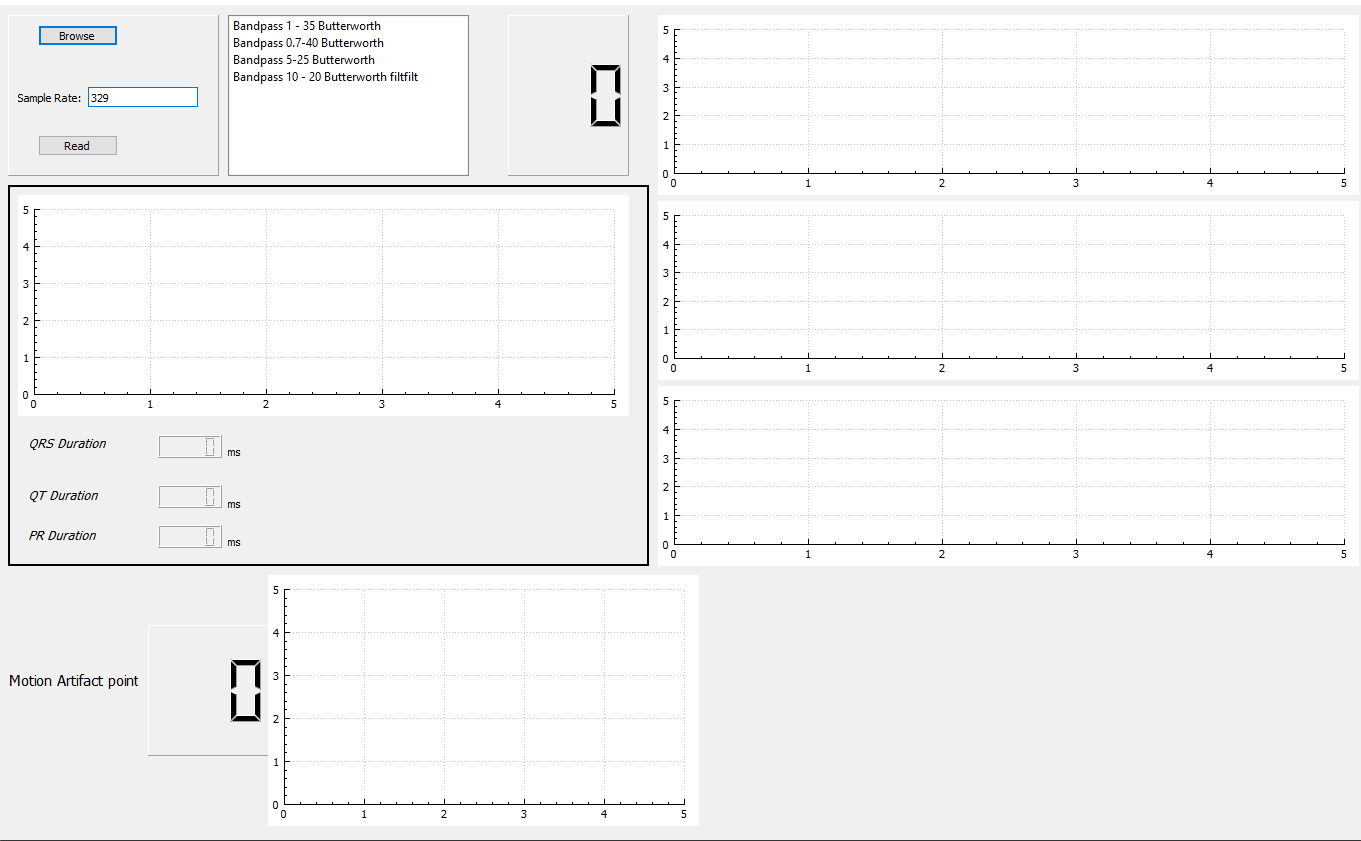 Browse
Sample Rate: 329
Read
Bandpass 1 - 35 Butterworth
Bandpass 0.7-40 Butterworth
Bandpass 5-25 Butterworth
Bandpass 10 - 20 Butterworth filtfilt
0
5
4
3
2
1
0
0 1 2 3 4 5
5
4
3
2
1
0
0 1 2 3 4 5
QRS Duration 0 ms
QT Duration 0 ms
PR Duration 0 ms
5
4
3
2
1
0
0 1 2 3 4 5
5
4
3
2
1
0
0 1 2 3 4 5
Motion Artifact point 0
5
4
3
2
1
0
0 1 2 3 4 5